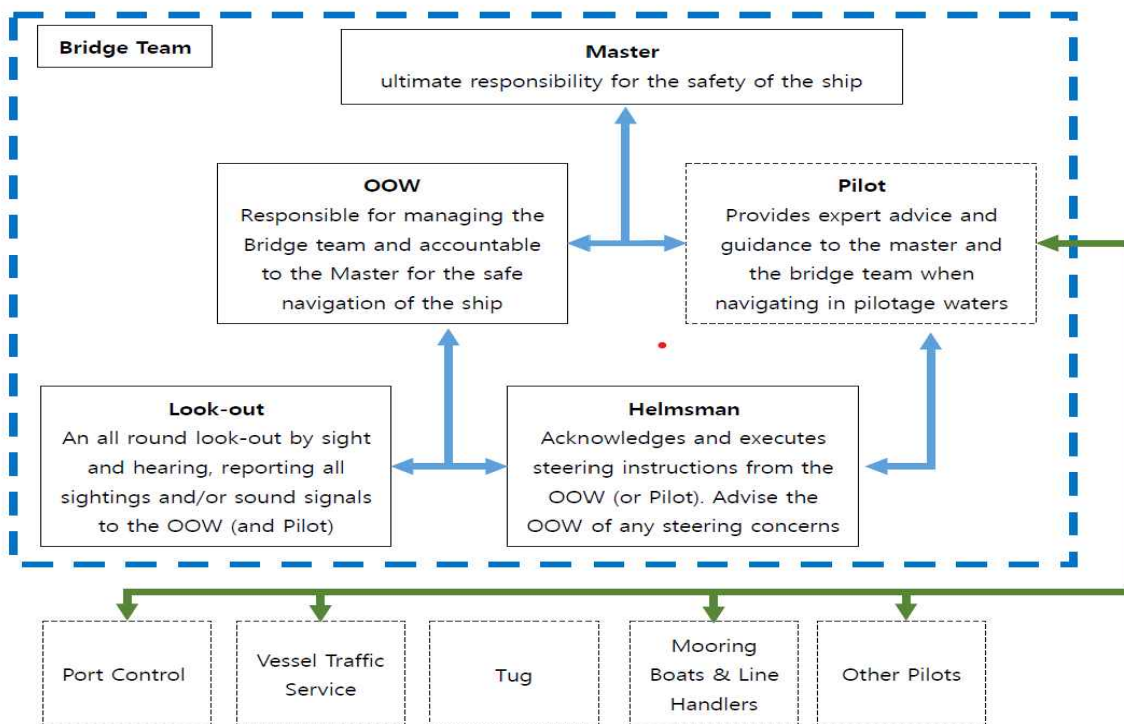 Bridge Team
Master
ultimate responsibility for the safety of the ship
OOW
Responsible for managing the
Bridge team and accountable
to the Master for the safe
navigation of the ship
Pilot
Provides expert advice and
guidance to the master and
the bridge team when
navigating in pilotage waters
Look-out
An all round look-out by sight
and hearing, reporting all
sightings and/or sound signals
to the OOW (and Pilot)
Helmsman
Acknowledges and executes
steering instructions from the
OOW (or Pilot). Advise the
OOW of any steering concerns
Port Control
Vessel Traffic
Service
Tug
Mooring
Boats & Line
Handlers
Other Pilots